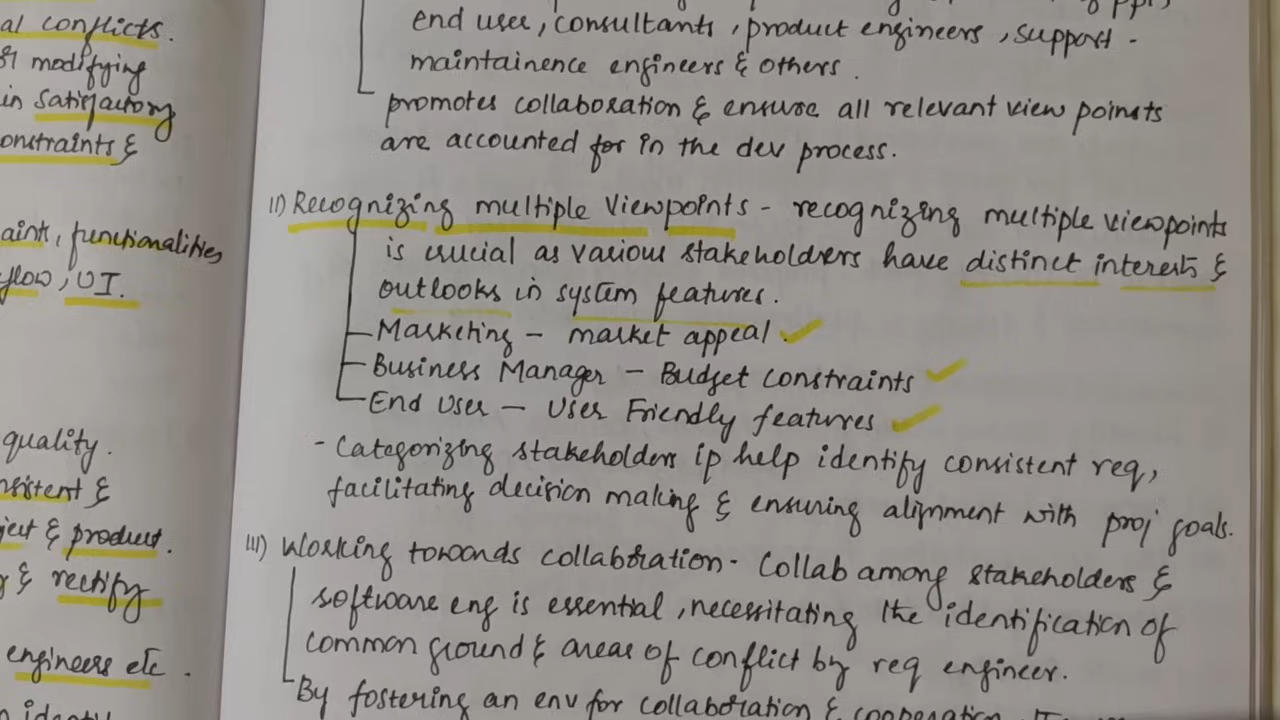 al conflicts.
modifying
in satisfactory
onstraints &
aint, functionalities
flow, UI.
quality.
nsistent &
ject & product.
& rectify
engineers etc.
end user, consultants, product engineers, support -
maintainence engineers & others.
promotes collaboration & ensure all relevant view points
are accounted for in the dev process.
ii) Recognizing multiple viewpoints - recognizing multiple viewpoints
is crucial as various stakeholdrers have distinct interests &
outlooks in system features.
Marketing - market appeal.
Business Manager - Budget constraints
End User - User Friendly features
- Categorizing stakeholders ip help identify consistent req,
facilitating decision making & ensuring alignment with proj goals.
iii) Working towards collaboration - Collab among stakeholders &
software eng is essential, necessitating the identification of
common ground & areas of conflict by req engineer.
By fostering an env for collaboration & cooperation,